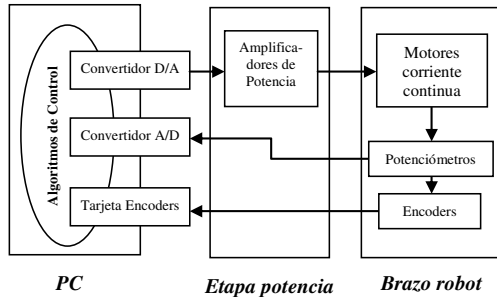 Algoritmos de Control
Convertidor D/A
Convertidor A/D
Tarjeta Encoders
Amplifica-
dores de
Potencia
Motores
corriente
continua
Potenciómetros
Encoders
PC
Etapa potencia
Brazo robot